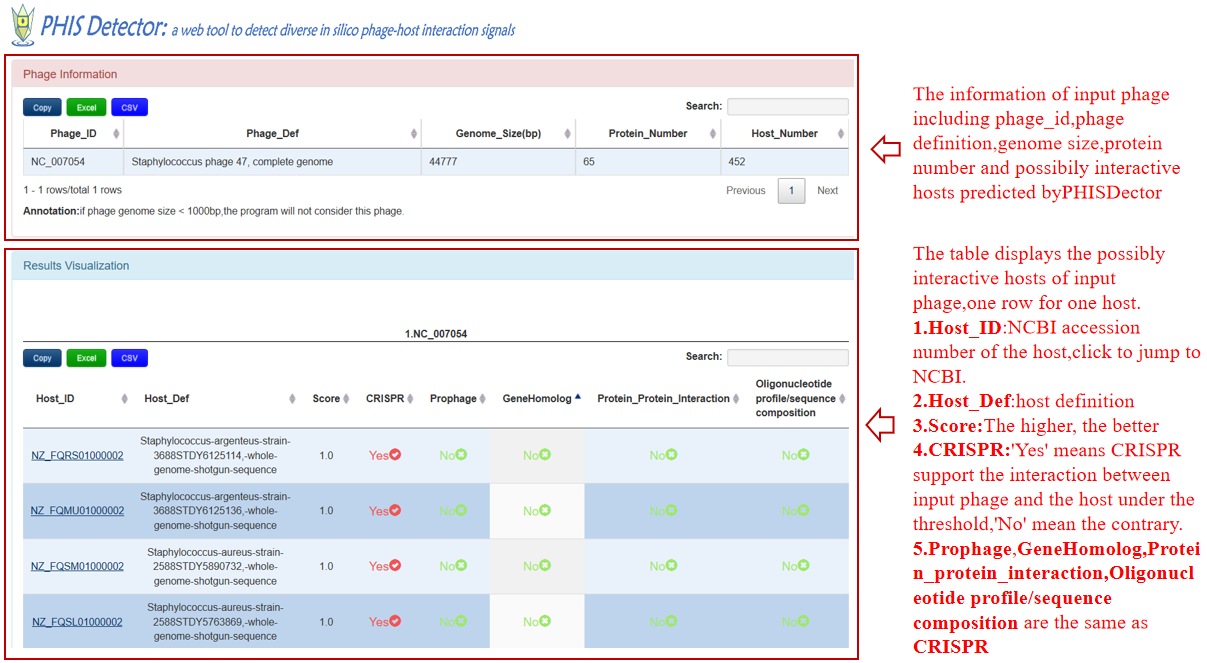 PHIS Detector: a web tool to detect diverse in silico phage-host interaction signals
Phage Information
Copy Excel CSV
Search:
Phage_ID Phage_Def Genome_Size(bp) Protein_Number Host_Number
NC_007054 Staphylococcus phage 47, complete genome 44777 65 452
1 - 1 rows/total 1 rows
Previous 1 Next
Annotation:if phage genome size < 1000bp,the program will not consider this phage.
The information of input phage
including phage_id,phage
definition,genome size,protein
number and possibily interactive
hosts predicted byPHISDector
Results Visualization
1.NC_007054
Copy Excel CSV
Search:
Host_ID Host_Def Score CRISPR Prophage GeneHomolog Protein_Protein_Interaction
Oligonucleotide
profile/sequence
composition
Staphylococcus-argenteus-strain-
NZ_FQRS01000002 3688STDY6125114,-whole- 1.0 Yes No No No No
genome-shotgun-sequence
Staphylococcus-argenteus-strain-
NZ_FQMU01000002 3688STDY6125136,-whole- 1.0 Yes No No No No
genome-shotgun-sequence
Staphylococcus-aureus-strain-
NZ_FQSM01000002 2588STDY5890732,-whole- 1.0 Yes No No No No
genome-shotgun-sequence
Staphylococcus-aureus-strain-
NZ_FQSL01000002 2588STDY5763869,-whole- 1.0 Yes No No No No
genome-shotgun-sequence
The table displays the possibly
interactive hosts of input
phage,one row for one host.
1.Host_ID:NCBI accession
number of the host,click to jump to
NCBI.
2.Host_Def:host definition
3.Score:The higher, the better
4.CRISPR:'Yes' means CRISPR
support the interaction between
input phage and the host under the
threshold,'No' mean the contrary.
5.Prophage,GeneHomolog,Protei
n_protein_interaction,Oligonucl
eotide profile/sequence
composition are the same as
CRISPR